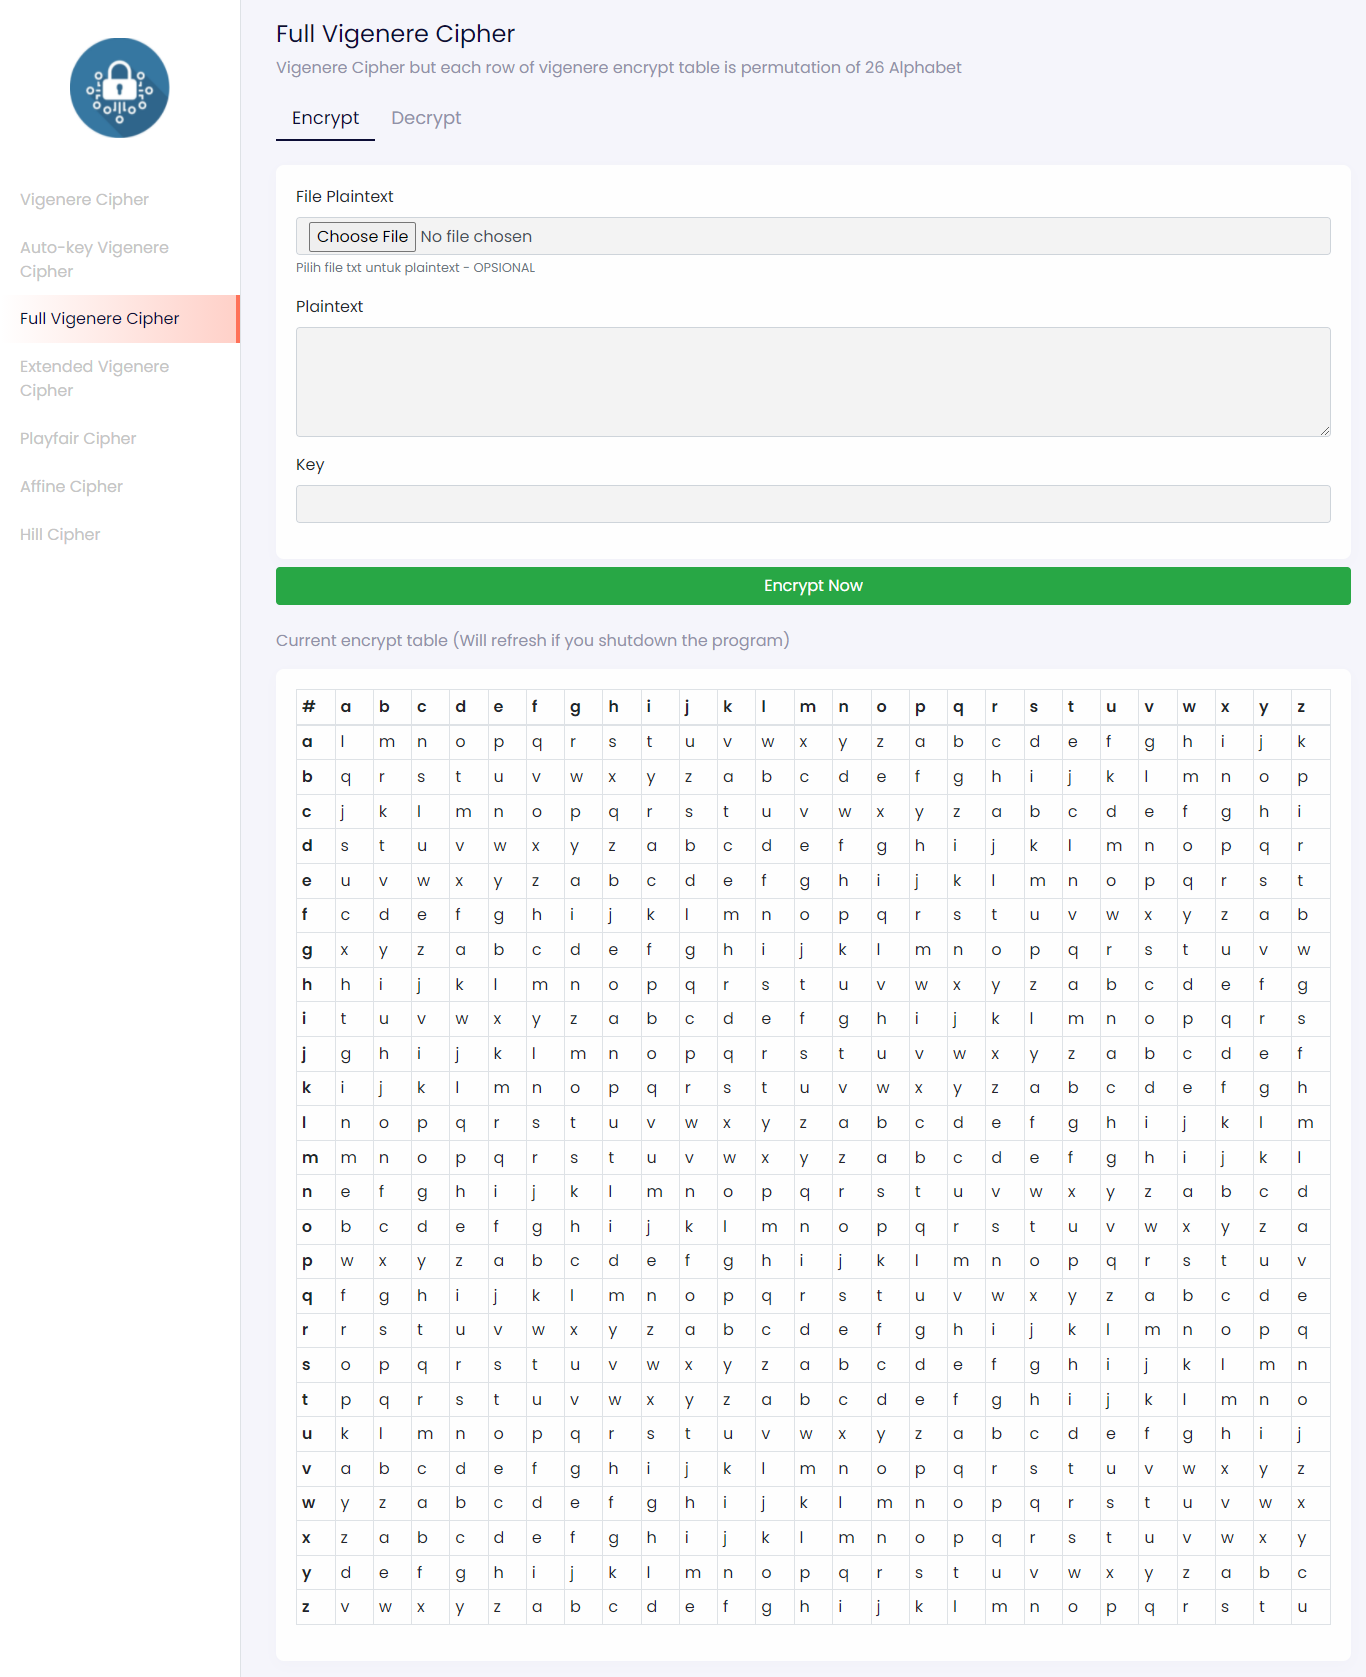 Full Vigenere Cipher
Vigenere Cipher but each row of vigenere encrypt table is permutation of 26 Alphabet
Encrypt Decrypt
Vigenere Cipher
Auto-key Vigenere
Cipher
Full Vigenere Cipher
Extended Vigenere
Cipher
Playfair Cipher
Affine Cipher
Hill Cipher
File Plaintext
Choose File No file chosen
Pilih file txt untuk plaintext - OPSIONAL
Plaintext
Key
Encrypt Now
Current encrypt table (Will refresh if you shutdown the program)
# a b c d e f g h i j k l m n o p q r s t u v w x y z
a l m n o p q r s t u v w x y z a b c d e f g h i j k
b q r s t u v w x y z a b c d e f g h i j k l m n o p
c j k l m n o p q r s t u v w x y z a b c d e f g h i
d s t u v w x y z a b c d e f g h i j k l m n o p q r
e u v w x y z a b c d e f g h i j k l m n o p q r s t
f c d e f g h i j k l m n o p q r s t u v w x y z a b
g x y z a b c d e f g h i j k l m n o p q r s t u v w
h h i j k l m n o p q r s t u v w x y z a b c d e f g
i t u v w x y z a b c d e f g h i j k l m n o p q r s
j g h i j k l m n o p q r s t u v w x y z a b c d e f
k i j k l m n o p q r s t u v w x y z a b c d e f g h
l n o p q r s t u v w x y z a b c d e f g h i j k l m
m m n o p q r s t u v w x y z a b c d e f g h i j k l
n e f g h i j k l m n o p q r s t u v w x y z a b c d
o b c d e f g h i j k l m n o p q r s t u v w x y z a
p w x y z a b c d e f g h i j k l m n o p q r s t u v
q f g h i j k l m n o p q r s t u v w x y z a b c d e
r r s t u v w x y z a b c d e f g h i j k l m n o p q
s o p q r s t u v w x y z a b c d e f g h i j k l m n
t p q r s t u v w x y z a b c d e f g h i j k l m n o
u k l m n o p q r s t u v w x y z a b c d e f g h i j
v a b c d e f g h i j k l m n o p q r s t u v w x y z
w y z a b c d e f g h i j k l m n o p q r s t u v w x
x z a b c d e f g h i j k l m n o p q r s t u v w x y
y d e f g h i j k l m n o p q r s t u v w x y z a b c
z v w x y z a b c d e f g h i j k l m n o p q r s t u